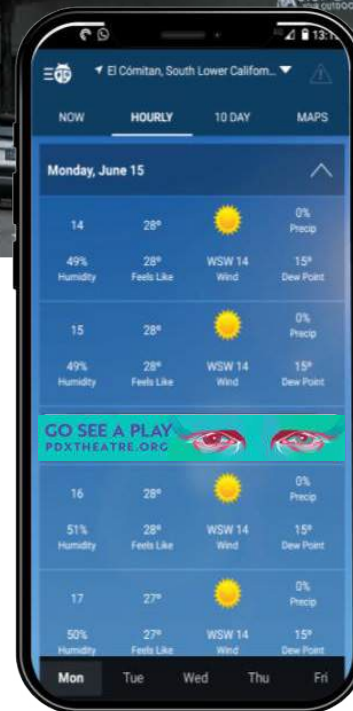 YOUR OUTDOO
13:1
El Cómitan, South Lower Californ...
NOW HOURLY 10 DAY MAPS
Monday, June 15
14 28° 0%
Precip
49% 28° WSW 14 15°
Humidity Feels Like Wind Dew Point
15 28° 0%
Precip
49% 28° WSW 14 15°
Humidity Feels Like Wind Dew Point
GO SEE A PLAY
PDXTHEATRE.ORG
16 28° 0%
Precip
51% 28° WSW 14 15°
Humidity Feels Like Wind Dew Point
17 27° 0%
Precip
50% 27° WSW 14 15°
Humidity Feels Like Wind Dew Point
Mon Tue Wed Thu Fri